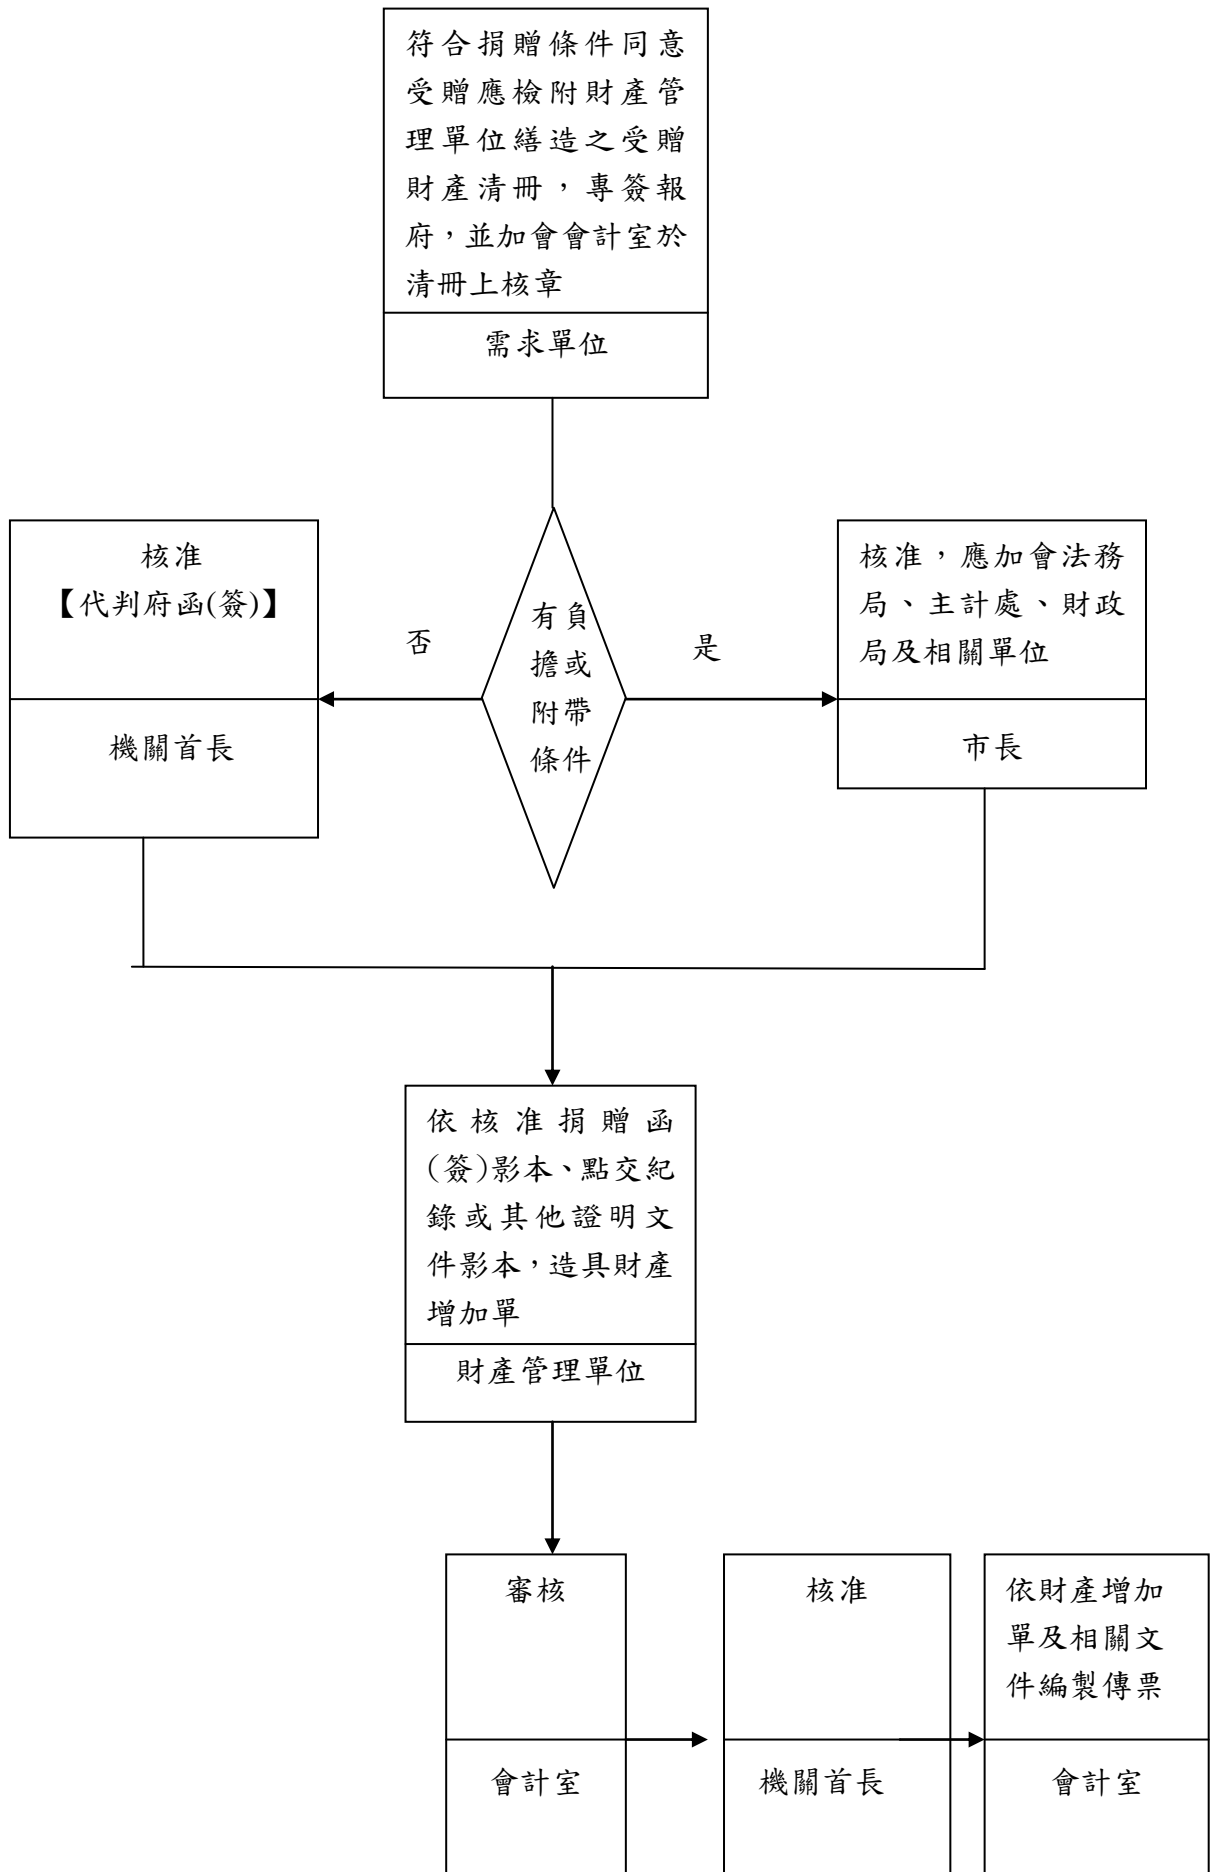 符合捐贈條件同意
受贈應檢附財產管
理單位繕造之受贈
財產清冊，專簽報
府，並加會會計室於
清冊上核章
需求單位
核准
【代判府函(簽)】
機關首長
否
有負
擔或
附帶
條件
是
核准，應加會法務
局、主計處、財政
局及相關單位
市長
依核准捐贈函
(簽)影本、點交紀
錄或其他證明文
件影本，造具財產
增加單
財產管理單位
審核
會計室
核准
機關首長
依財產增加
單及相關文
件編製傳票
會計室